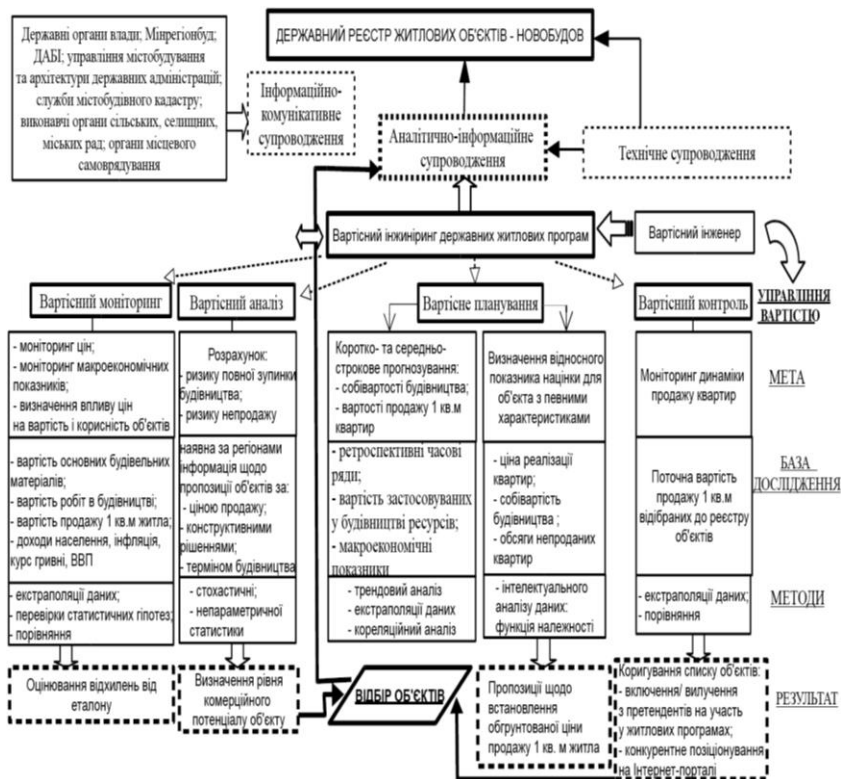 Державні органи влади; Мінрегіонбуд,
ДАБІ; управління містобудування
та архітектури державних адміністрацій;
служби містобудівного кадастру;
виконавчі органи сільських, селищних,
міських рад; органи місцевого
самоврядування
ДЕРЖАВНИЙ РЕЄСТР ЖИТЛОВИХ ОБ'ЄКТІВ - НОВОБУДОВ
Інформаційно-
комунікативне
супроводження
Аналітично-інформаційне
супроводження
Технічне супроводження
Вартісний інжиніринг державних житлових програм
Вартісний інженер
УПРАВЛІННЯ
ВАРТІСТЮ
Вартісний моніторинг
Вартісний аналіз
Вартісне планування
Вартісний контроль
- моніторинг цін;
- моніторинг макроекономічних
показників;
- визначення впливу цін
на вартість і корисність об'єктів
Розрахунок:
- ризику повної зупинки
будівництва;
- ризику непродажу
Коротко- та середньо-
строкове прогнозування:
- собівартості будівництва;
- вартості продажу 1 кв.м
квартир
Визначення відносного
показника націнки для
об'єкта з певними
характеристиками
Моніторинг динаміки
продажу квартир
МЕТА
- вартість основних будівельних
матеріалів;
- вартість робіт в будівництві;
- вартість продажу 1 кв.м житла;
- доходи населення, інфляція,
курс гривні, ВВП
наявна за регіонами
інформація щодо
пропозиції об'єктів за:
- ціною продажу;
- конструктивними
рішеннями;
- терміном будівництва
- ретроспективні часові
ряди;
- вартість застосовуваних
у будівництві ресурсів;
- макроекономічні
показники
- ціна реалізації
квартир;
- собівартість
будівництва ;
- обсяги непроданих
квартир
Поточна вартість
продажу 1 кв.м
відібраних до реєстру
об'єктів
БАЗА
ДОСЛІДЖЕННЯ
- екстраполяції даних;
- перевірки статистичних гіпотез;
- порівняння
- стохастичні;
- непараметричної
статистики
- трендовий аналіз
- екстраполяції даних
- кореляційний аналіз
- інтелектуального
аналізу даних:
функція належності
- екстраполяції даних;
- порівняння
МЕТОДИ
Оцінювання відхилень від
еталону
Визначення рівня
комерційного
потенціалу об'єкту
ВІДБІР ОБ'ЄКТІВ
Пропозиції щодо
встановлення
обгрунтованої ціни
продажу 1 кв. м житла
Коригування списку об'єктів:
- включення/ вилучення
з претендентів на участь
у житлових програмах;
- конкурентне позиціонування
на Інтернет-порталі
РЕЗУЛЬТАТ